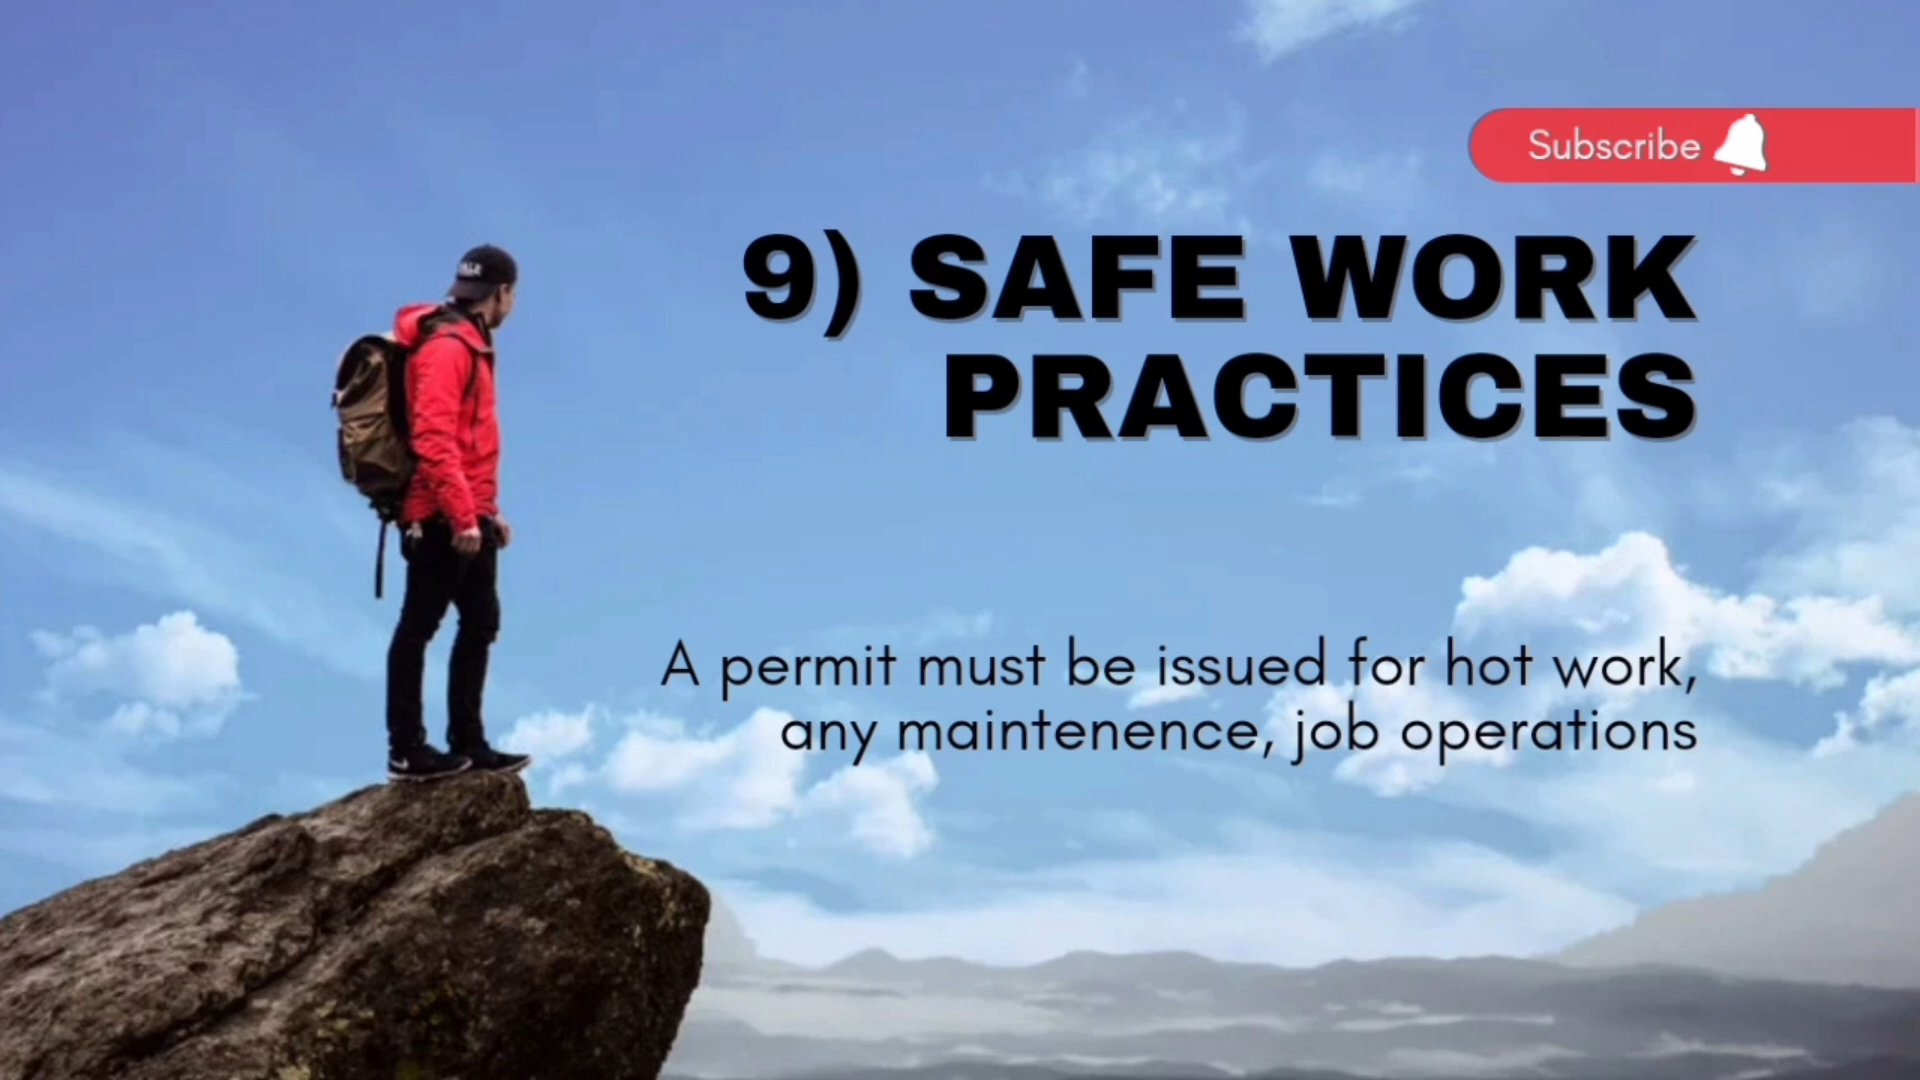 Subscribe
9) SAFE WORK
PRACTICES
A permit must be issued for hot work,
any maintenence, job operations